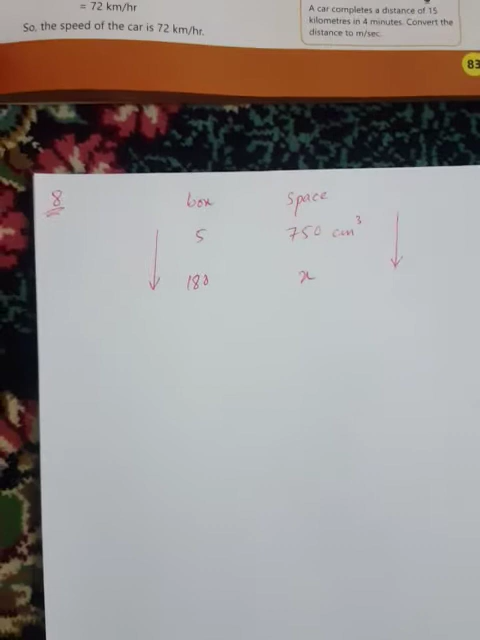 = 72 km/hr
So, the speed of the car is 72 km/hr.
A car completes a distance of 15
kilometres in 4 minutes. Convert the
distance to m/sec.
83
8
box space
5 750 cm³
180 x